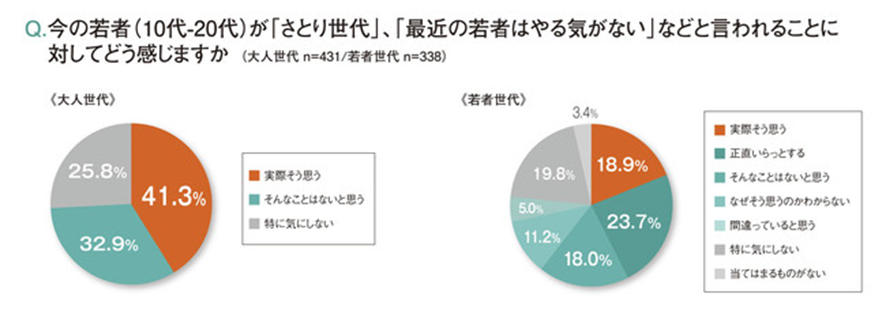 Q.今の若者（10代-20代）が「さとり世代」、「最近の若者はやる気がない」などと言われることに
対してどう感じますか （大人世代 n=431/若者世代 n=338）
《大人世代》
25.8%
41.3%
32.9%
実際そう思う
そんなことはないと思う
特に気にしない
《若者世代》
3.4%
18.9%
19.8%
5.0%
23.7%
11.2%
18.0%
実際そう思う
正直いらっとする
そんなことはないと思う
なぜそう思うのかわからない
間違っていると思う
特に気にしない
当てはまるものがない